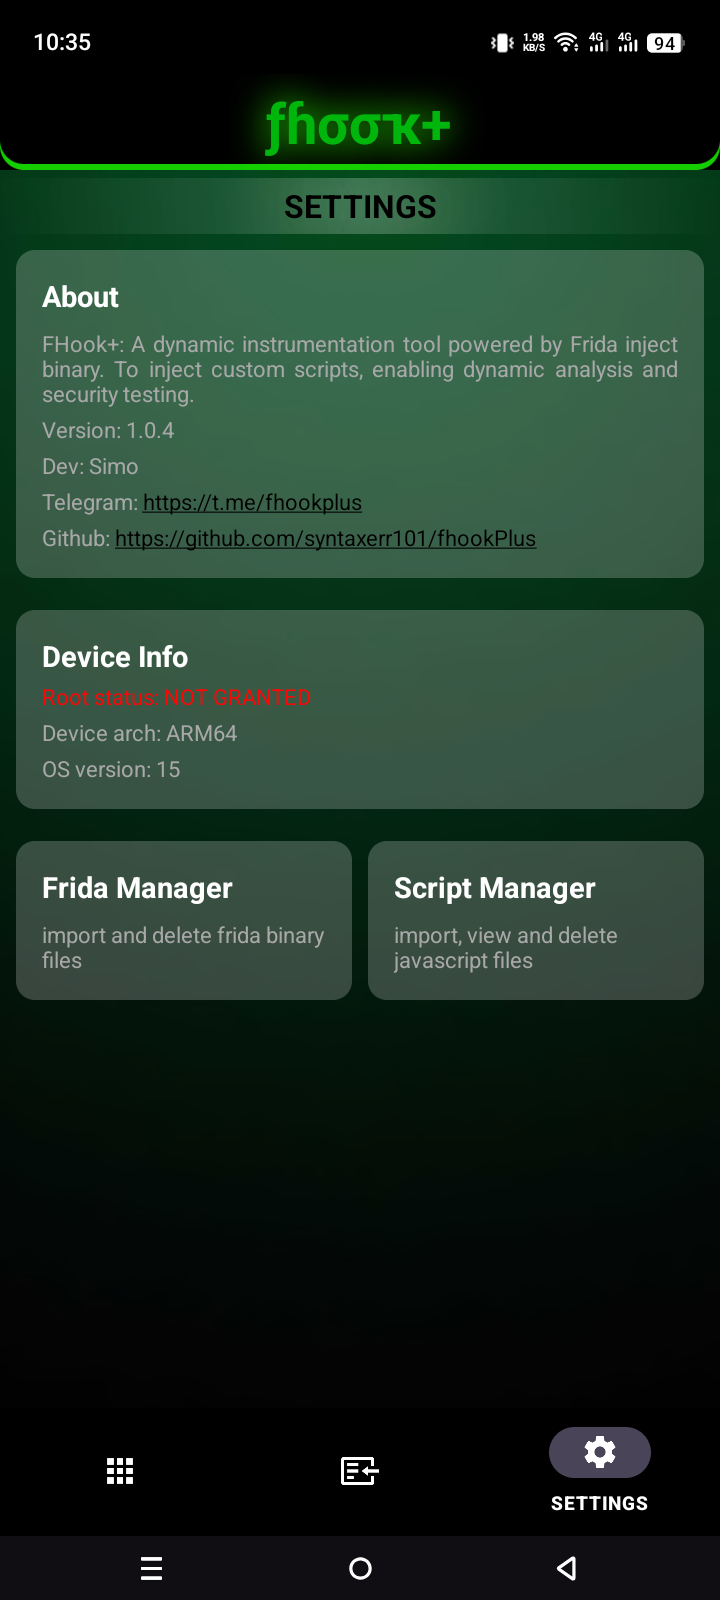 10:35
1.98
KB/S
4G
4G
94
ƒɦσσҡ+
SETTINGS
About
FHook+: A dynamic instrumentation tool powered by Frida inject
binary. To inject custom scripts, enabling dynamic analysis and
security testing.
Version: 1.0.4
Dev: Simo
Telegram: https://t.me/fhookplus
Github: https://github.com/syntaxerr101/fhookPlus
Device Info
Root status: NOT GRANTED
Device arch: ARM64
OS version: 15
Frida Manager
import and delete frida binary
files
Script Manager
import, view and delete
javascript files
SETTINGS